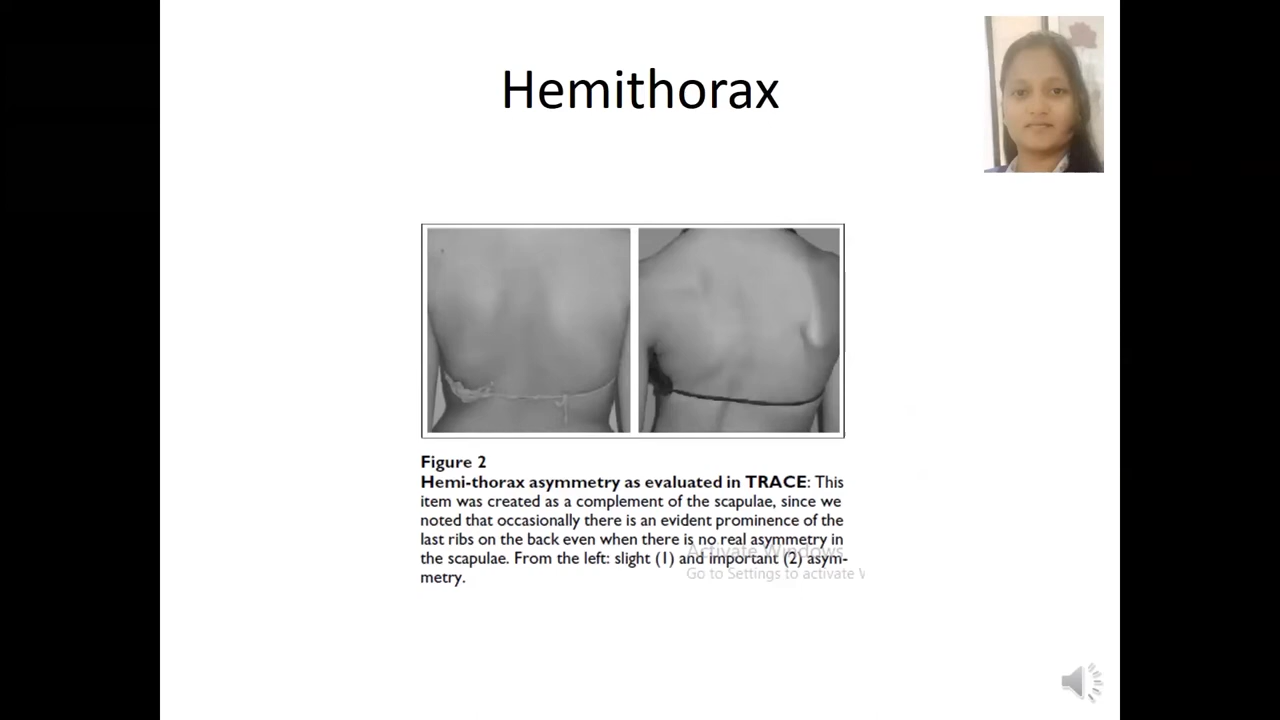 Hemithorax
Figure 2
Hemi-thorax asymmetry as evaluated in TRACE: This
item was created as a complement of the scapulae, since we
noted that occasionally there is an evident prominence of the
last ribs on the back even when there is no real asymmetry in
the scapulae. From the left: slight (1) and important (2) asym-
metry.
Activate Windows
Go to Settings to activate W